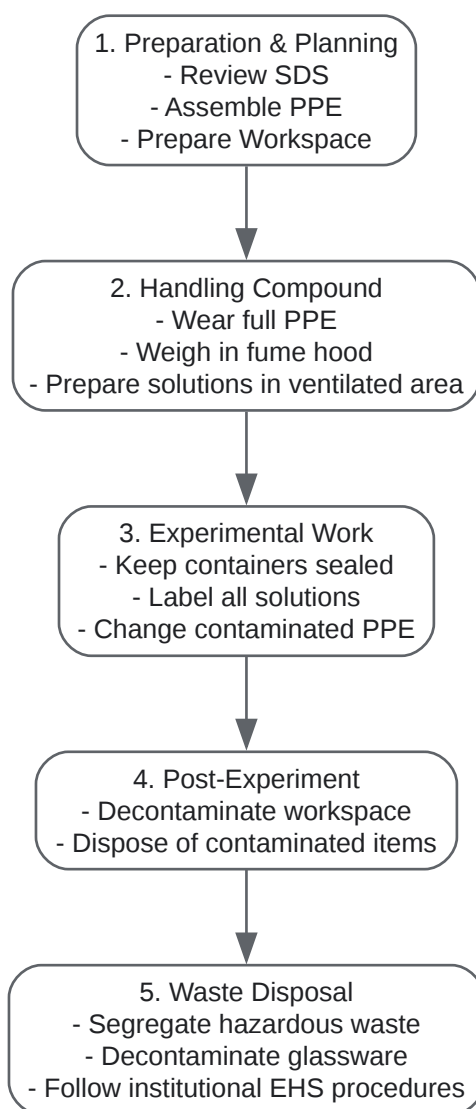 1. Preparation & Planning
- Review SDS
- Assemble PPE
- Prepare Workspace
2. Handling Compound
- Wear full PPE
- Weigh in fume hood
- Prepare solutions in ventilated area
3. Experimental Work
- Keep containers sealed
- Label all solutions
- Change contaminated PPE
4. Post-Experiment
- Decontaminate workspace
- Dispose of contaminated items
5. Waste Disposal
- Segregate hazardous waste
- Decontaminate glassware
- Follow institutional EHS procedures